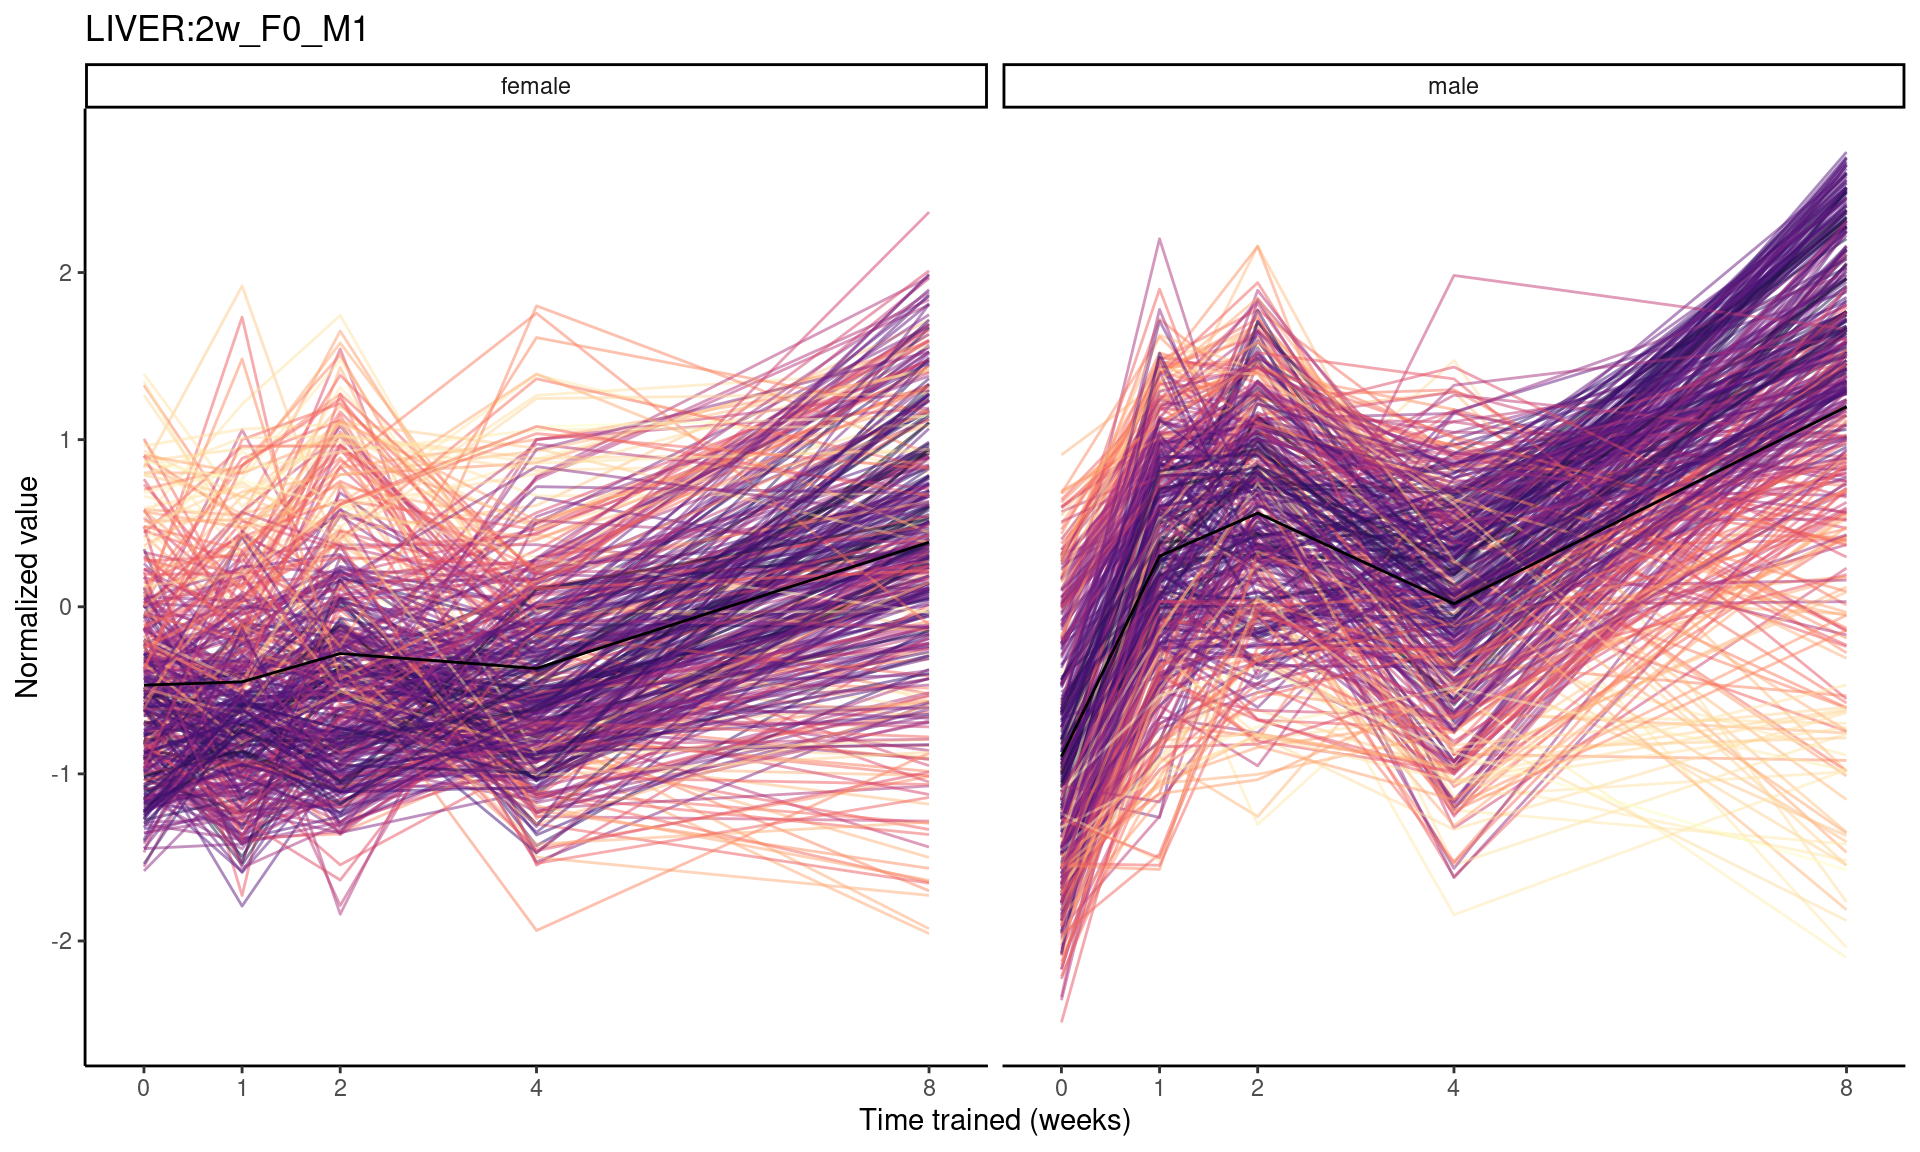 LIVER:2w_F0_M1
female
male
Normalized value
2
1
0
-1
-2
0 1 2 4 8
0 1 2 4 8
Time trained (weeks)